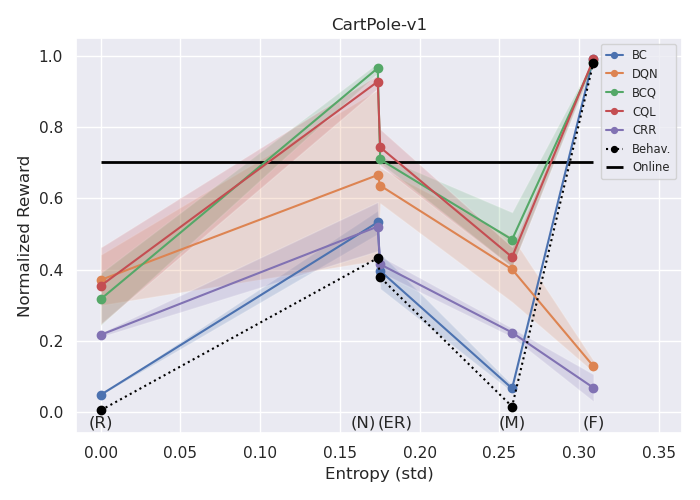 CartPole-v1
Normalized Reward
1.0
0.8
0.6
0.4
0.2
0.0
BC
DQN
BCQ
CQL
CRR
Behav.
Online
(R)
(N)
(ER)
(M)
(F)
0.00 0.05 0.10 0.15 0.20 0.25 0.30 0.35
Entropy (std)